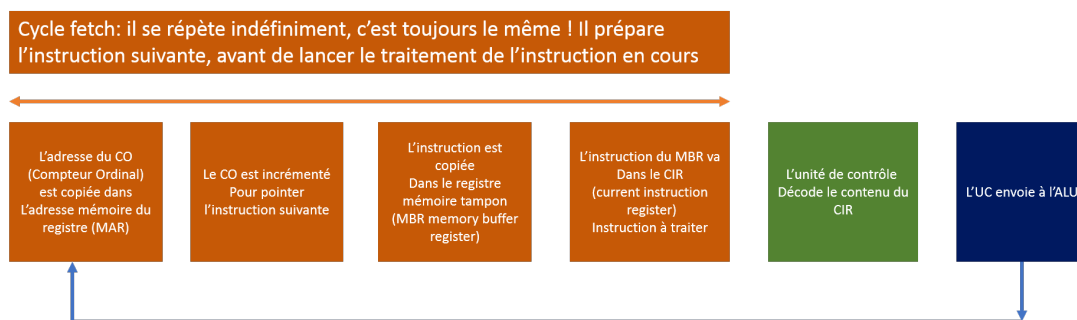 Cycle fetch: il se répète indéfiniment, c'est toujours le même ! Il prépare
l'instruction suivante, avant de lancer le traitement de l'instruction en cours
L'adresse du CO
(Compteur Ordinal)
est copiée dans
L'adresse mémoire du
registre (MAR)
Le CO est incrémenté
Pour pointer
l'instruction suivante
L'instruction est
copiée
Dans le registre
mémoire tampon
(MBR memory buffer
register)
L'instruction du MBR va
Dans le CIR
(current instruction
register)
Instruction à traiter
L'unité de contrôle
Décode le contenu du
CIR
L'UC envoie à l'ALU